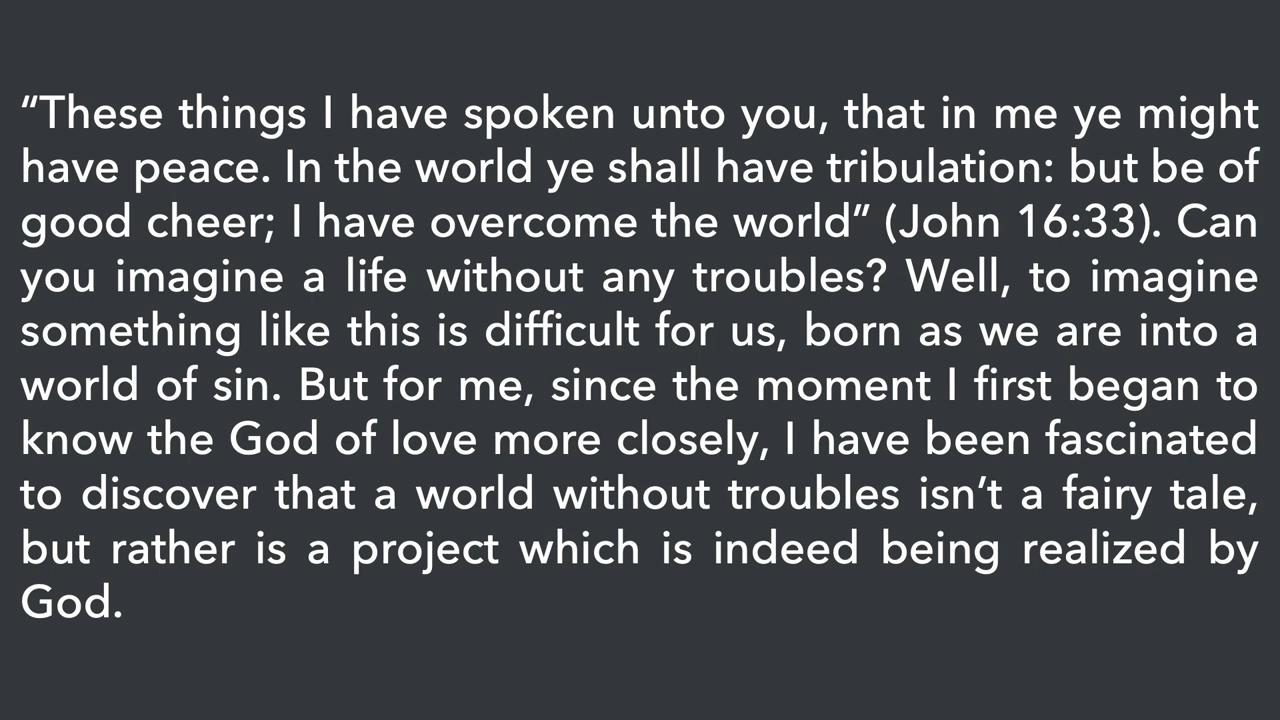 “These things I have spoken unto you, that in me ye might
have peace. In the world ye shall have tribulation: but be of
good cheer; I have overcome the world” (John 16:33). Can
you imagine a life without any troubles? Well, to imagine
something like this is difficult for us, born as we are into a
world of sin. But for me, since the moment I first began to
know the God of love more closely, I have been fascinated
to discover that a world without troubles isn’t a fairy tale,
but rather is a project which is indeed being realized by
God.